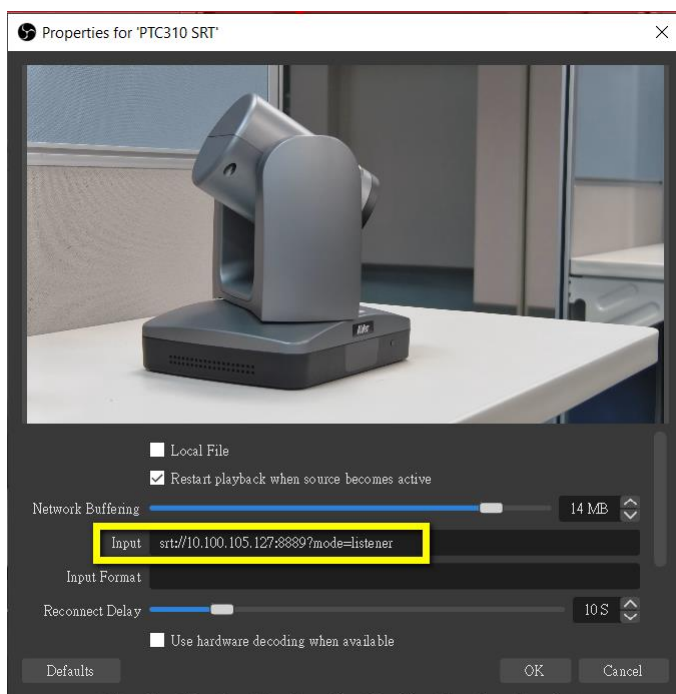 Properties for 'PTC310 SRT'
AVer
Local File
Restart playback when source becomes active
Network Buffering 14 MB
Input srt://10.100.105.127:8889?mode=listener
Input Format
Reconnect Delay 10 S
Use hardware decoding when available
Defaults OK Cancel